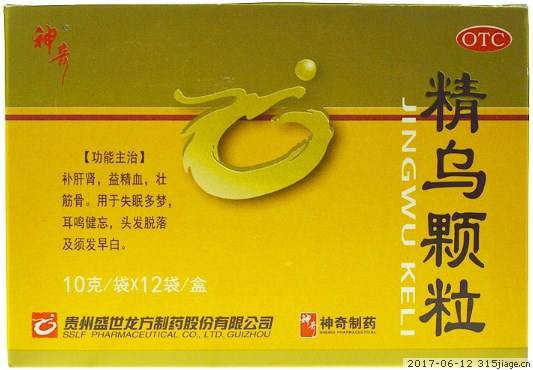 神奇
OTC
精乌颗粒
JINGWU KELI
【功能主治】
补肝肾，益精血，壮
筋骨。用于失眠多梦，
耳鸣健忘，头发脱落
及须发早白。
10克/袋X12袋/盒
贵州盛世龙方制药股份有限公司
SSLF PHARMACEUTICAL CO., LTD. GUIZHOU
神奇
神奇制药
SHENQI PHARMACEUTICAL
2017-06-12 315jiage.cn